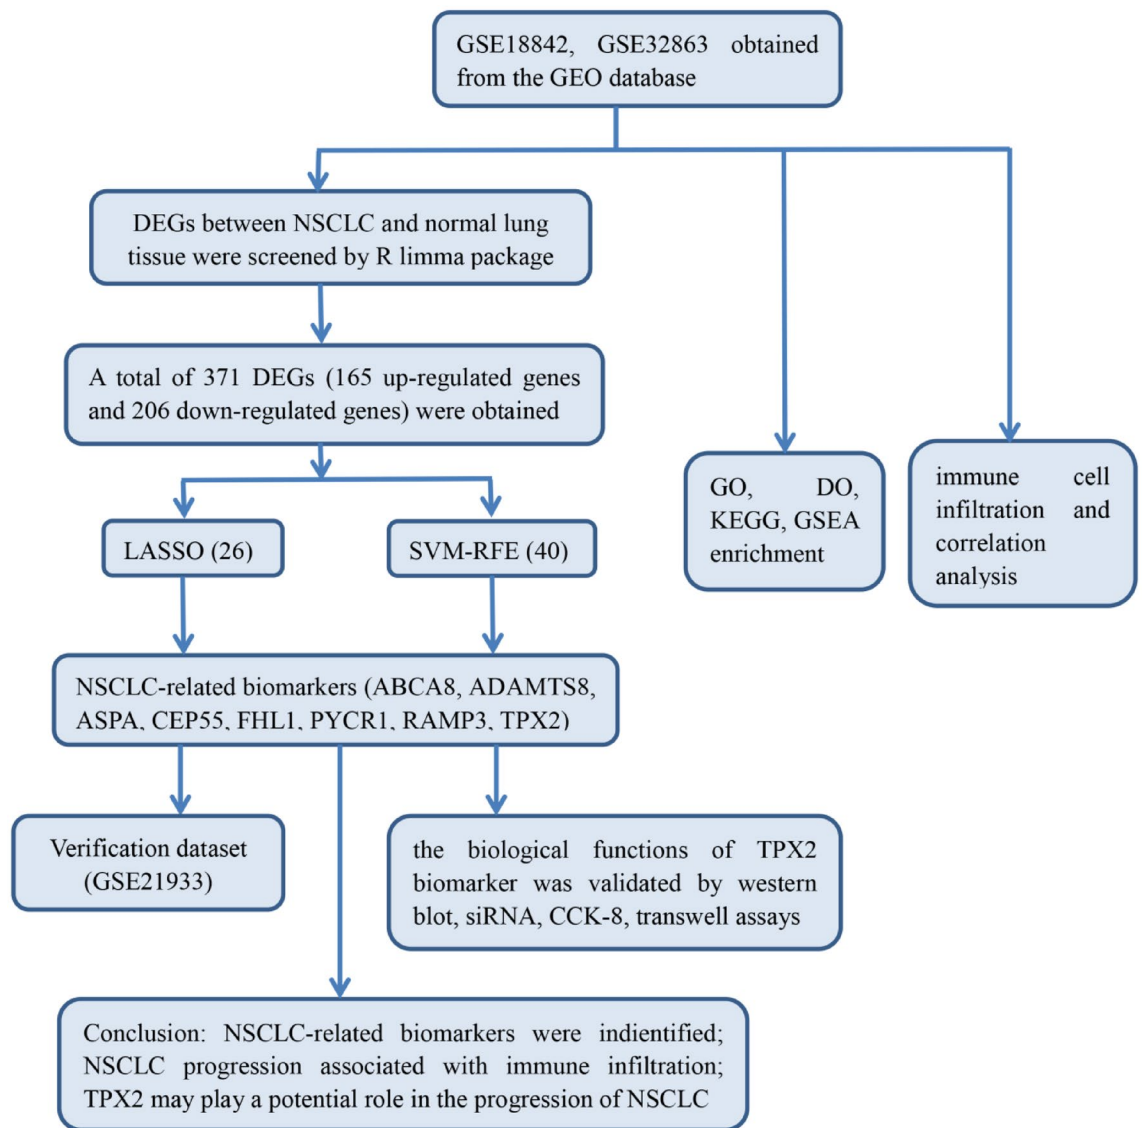 GSE18842, GSE32863 obtained
from the GEO database
DEGs between NSCLC and normal lung
tissue were screened by R limma package
A total of 371 DEGs (165 up-regulated genes
and 206 down-regulated genes) were obtained
GO, DO,
KEGG, GSEA
enrichment
immune cell
infiltration and
correlation
analysis
LASSO (26)
SVM-RFE (40)
NSCLC-related biomarkers (ABCA8, ADAMTS8,
ASPA, CEP55, FHL1, PYCR1, RAMP3, TPX2)
Verification dataset
(GSE21933)
the biological functions of TPX2
biomarker was validated by western
blot, siRNA, CCK-8, transwell assays
Conclusion: NSCLC-related biomarkers were indentified;
NSCLC progression associated with immune infiltration;
TPX2 may play a potential role in the progression of NSCLC